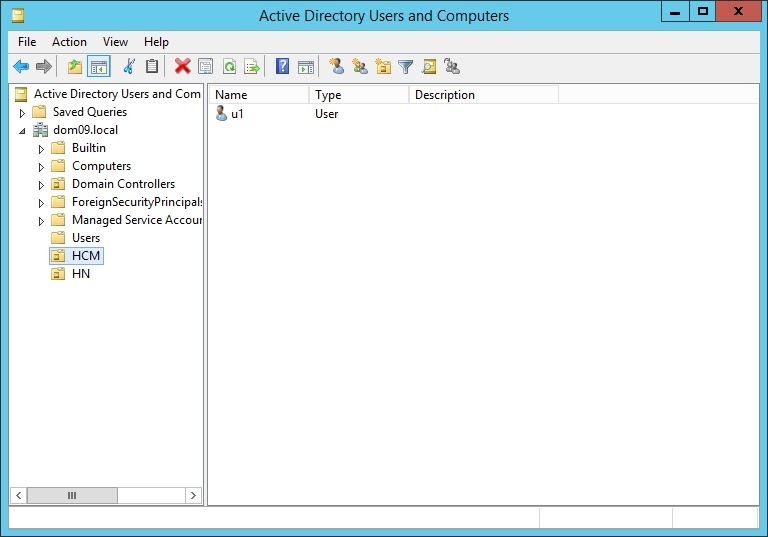 Active Directory Users and Computers
File Action View Help
Active Directory Users and Com
Saved Queries
dom09.local
Builtin
Computers
Domain Controllers
ForeignSecurityPrincipals
Managed Service Accour
Users
HCM
HN
Name Type Description
u1 User